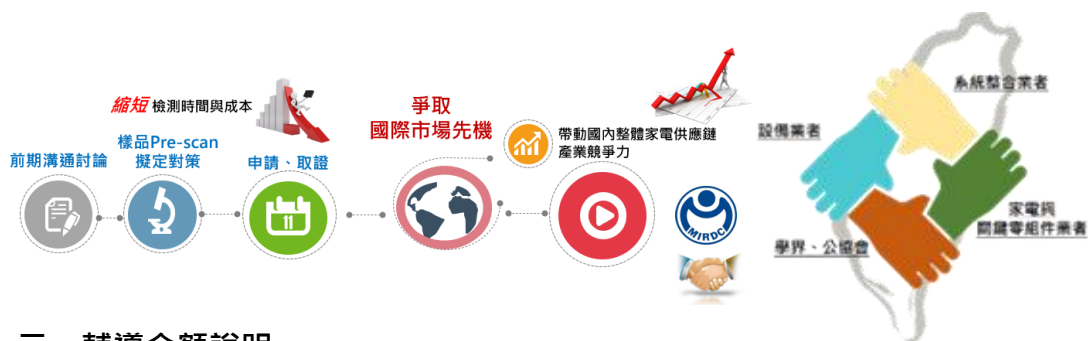 縮短 檢測時間與成本
前期溝通討論
樣品Pre-scan
擬定對策
申請、取證
11
爭取
國際市場先機
帶動國內整體家電供應鏈
產業競爭力
MIRDC
系統整合業者
設備業者
家電與
關鍵零組件業者
學界、公協會